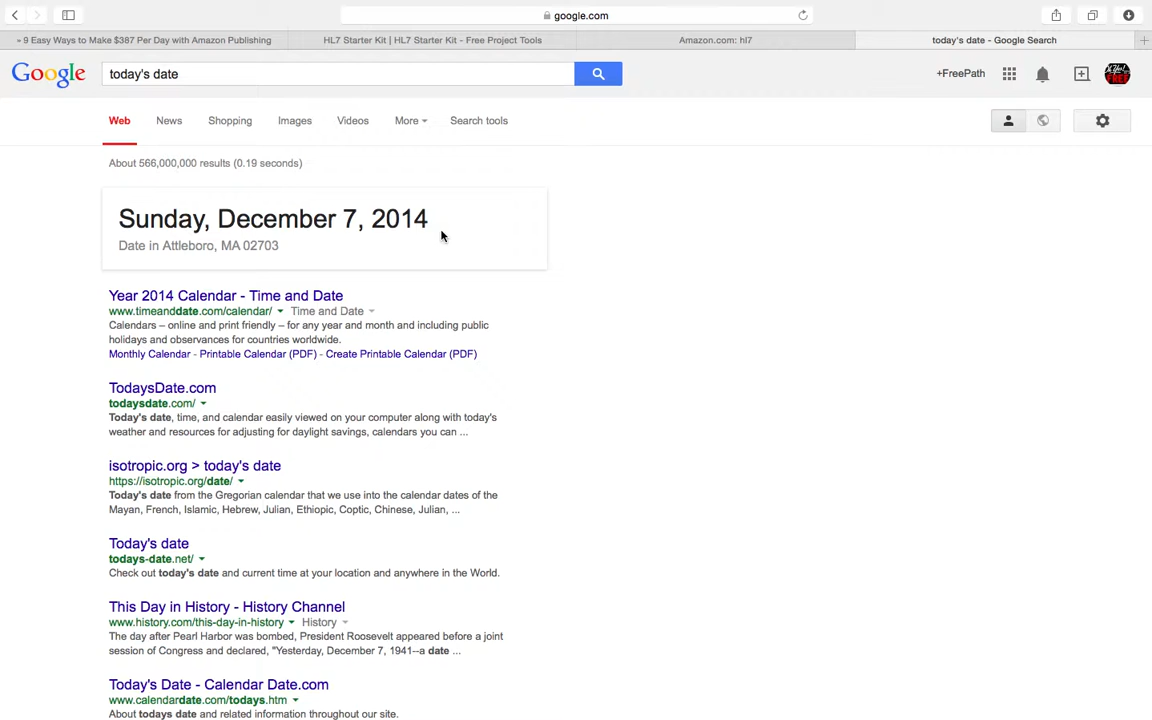 google.com
» 9 Easy Ways to Make $387 Per Day with Amazon Publishing
HL7 Starter Kit | HL7 Starter Kit - Free Project Tools
Amazon.com: hl7
today's date - Google Search
Google
today's date
+FreePath
Web
News
Shopping
Images
Videos
More
Search tools
About 566,000,000 results (0.19 seconds)
Sunday, December 7, 2014
Date in Attleboro, MA 02703
Year 2014 Calendar - Time and Date
www.timeanddate.com/calendar/ Time and Date
Calendars – online and print friendly – for any year and month and including public
holidays and observances for countries worldwide.
Monthly Calendar - Printable Calendar (PDF) - Create Printable Calendar (PDF)
TodaysDate.com
todaysdate.com/
Today's date, time, and calendar easily viewed on your computer along with today's
weather and resources for adjusting for daylight savings, calendars you can ...
isotropic.org > today's date
https://isotropic.org/date/
Today's date from the Gregorian calendar that we use into the calendar dates of the
Mayan, French, Islamic, Hebrew, Julian, Ethiopic, Coptic, Chinese, Julian, ...
Today's date
todays-date.net/
Check out today's date and current time at your location and anywhere in the World.
This Day in History - History Channel
www.history.com/this-day-in-history History
The day after Pearl Harbor was bombed, President Roosevelt appeared before a joint
session of Congress and declared, "Yesterday, December 7, 1941--a date ...
Today's Date - Calendar Date.com
www.calendardate.com/todays.htm
About todays date and related information throughout our site.